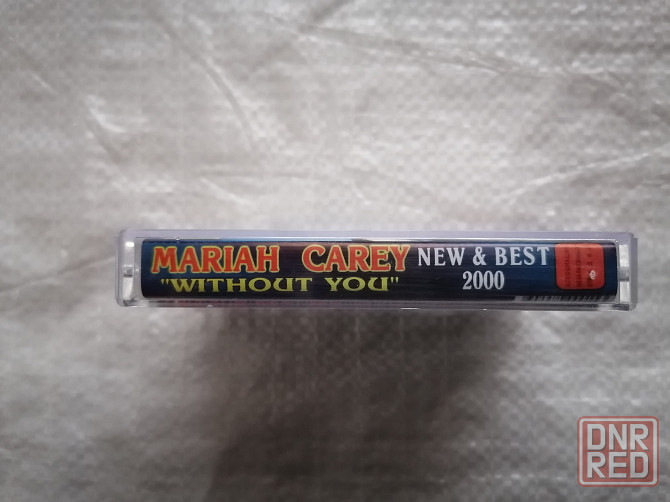 MARIAH CAREY
"WITHOUT YOU"
NEW & BEST
2000
DNR
RED